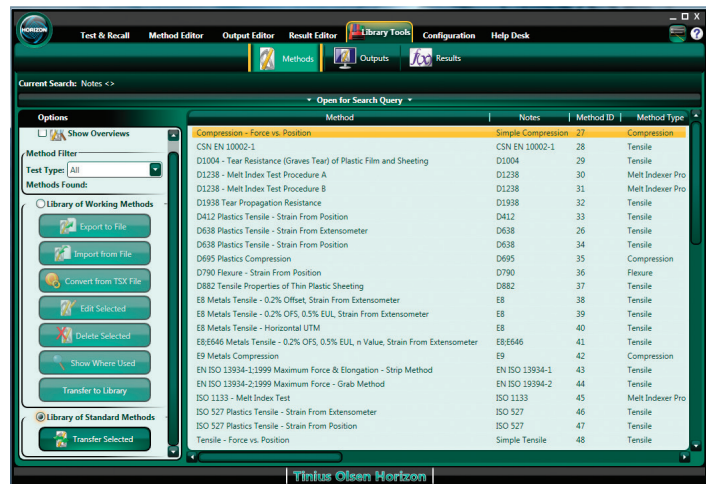 HORIZON
Test & Recall Method Editor Output Editor Result Editor Library Tools Configuration Help Desk
Methods Outputs f(x) Results
Current Search: Notes <>
Open for Search Query
Options
Show Overviews
Method Filter
Test Type: All
Methods Found:
Library of Working Methods
Export to File
Import from File
Convert from TSX File
Edit Selected
Delete Selected
Show Where Used
Transfer to Library
Library of Standard Methods
Transfer Selected
Method Notes Method ID Method Type
Compression - Force vs. Position Simple Compression 27 Compression
CSN EN 10002-1 CSN EN 10002-1 28 Tensile
D1004 - Tear Resistance (Graves Tear) of Plastic Film and Sheeting D1004 29 Tensile
D1238 - Melt Index Test Procedure A D1238 30 Melt Indexer Pro
D1238 - Melt Index Test Procedure B D1238 31 Melt Indexer Pro
D1938 Tear Propagation Resistance D1938 32 Tensile
D412 Plastics Tensile - Strain From Position D412 33 Tensile
D638 Plastics Tensile - Strain from Extensometer D638 26 Tensile
D638 Plastics Tensile - Strain from Position D638 34 Tensile
D695 Plastics Compression D695 35 Compression
D790 Flexure - Strain From Position D790 36 Flexure
D882 Tensile Properties of Thin Plastic Sheeting D882 37 Tensile
E8 Metals Tensile - 0.2% Offset, Strain From Extensometer E8 38 Tensile
E8 Metals Tensile - 0.2% OFS, 0.5% EUL, Strain From Extensometer E8 39 Tensile
E8 Metals Tensile - Horizontal UTM E8 40 Tensile
E8;E646 Metals Tensile - 0.2% OFS, 0.5% EUL, n Value, Strain From Extensometer E8;E646 41 Tensile
E9 Metals Compression E9 42 Compression
EN ISO 13934-1;1999 Maximum Force & Elongation - Strip Method EN ISO 13934-1 43 Tensile
EN ISO 13934-2;1999 Maximum Force - Grab Method EN ISO 19394-2 44 Tensile
ISO 1133 - Melt Index Test ISO 1133 45 Melt Indexer Pro
ISO 527 Plastics Tensile - Strain From Extensometer ISO 527 46 Tensile
ISO 527 Plastics Tensile - Strain From Position ISO 527 47 Tensile
Tensile - Force vs. Position Simple Tensile 48 Tensile
Tinius Olsen Horizon